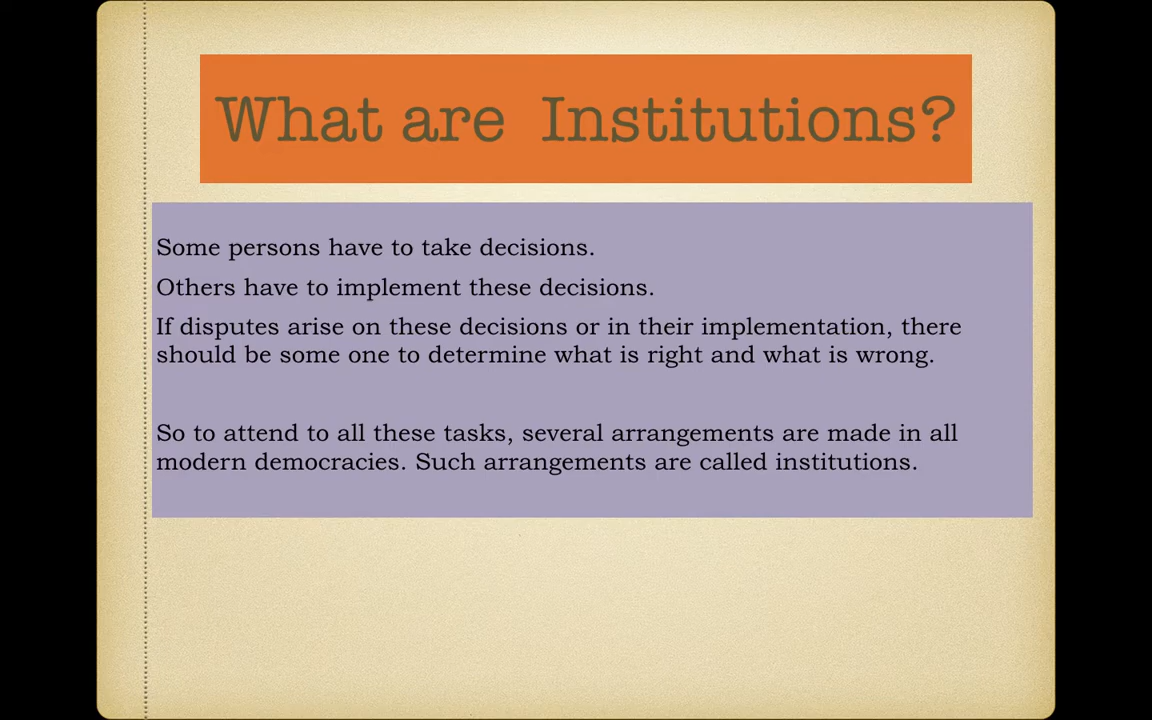 What are Institutions?
Some persons have to take decisions.
Others have to implement these decisions.
If disputes arise on these decisions or in their implementation, there
should be some one to determine what is right and what is wrong.
So to attend to all these tasks, several arrangements are made in all
modern democracies. Such arrangements are called institutions.